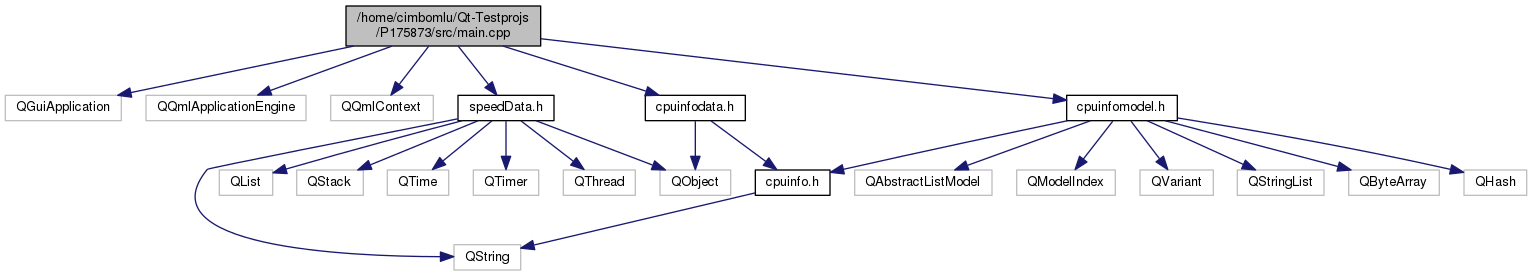 /home/cimbomlu/Qt-Testprojs
/P175873/src/main.cpp
QGuiApplication
QQmlApplicationEngine
QQmlContext
speedData.h
cpuinfodata.h
cpuinfomodel.h
QList
QStack
QTime
QTimer
QThread
QObject
cpuinfo.h
QAbstractListModel
QModelIndex
QVariant
QStringList
QByteArray
QHash
QString